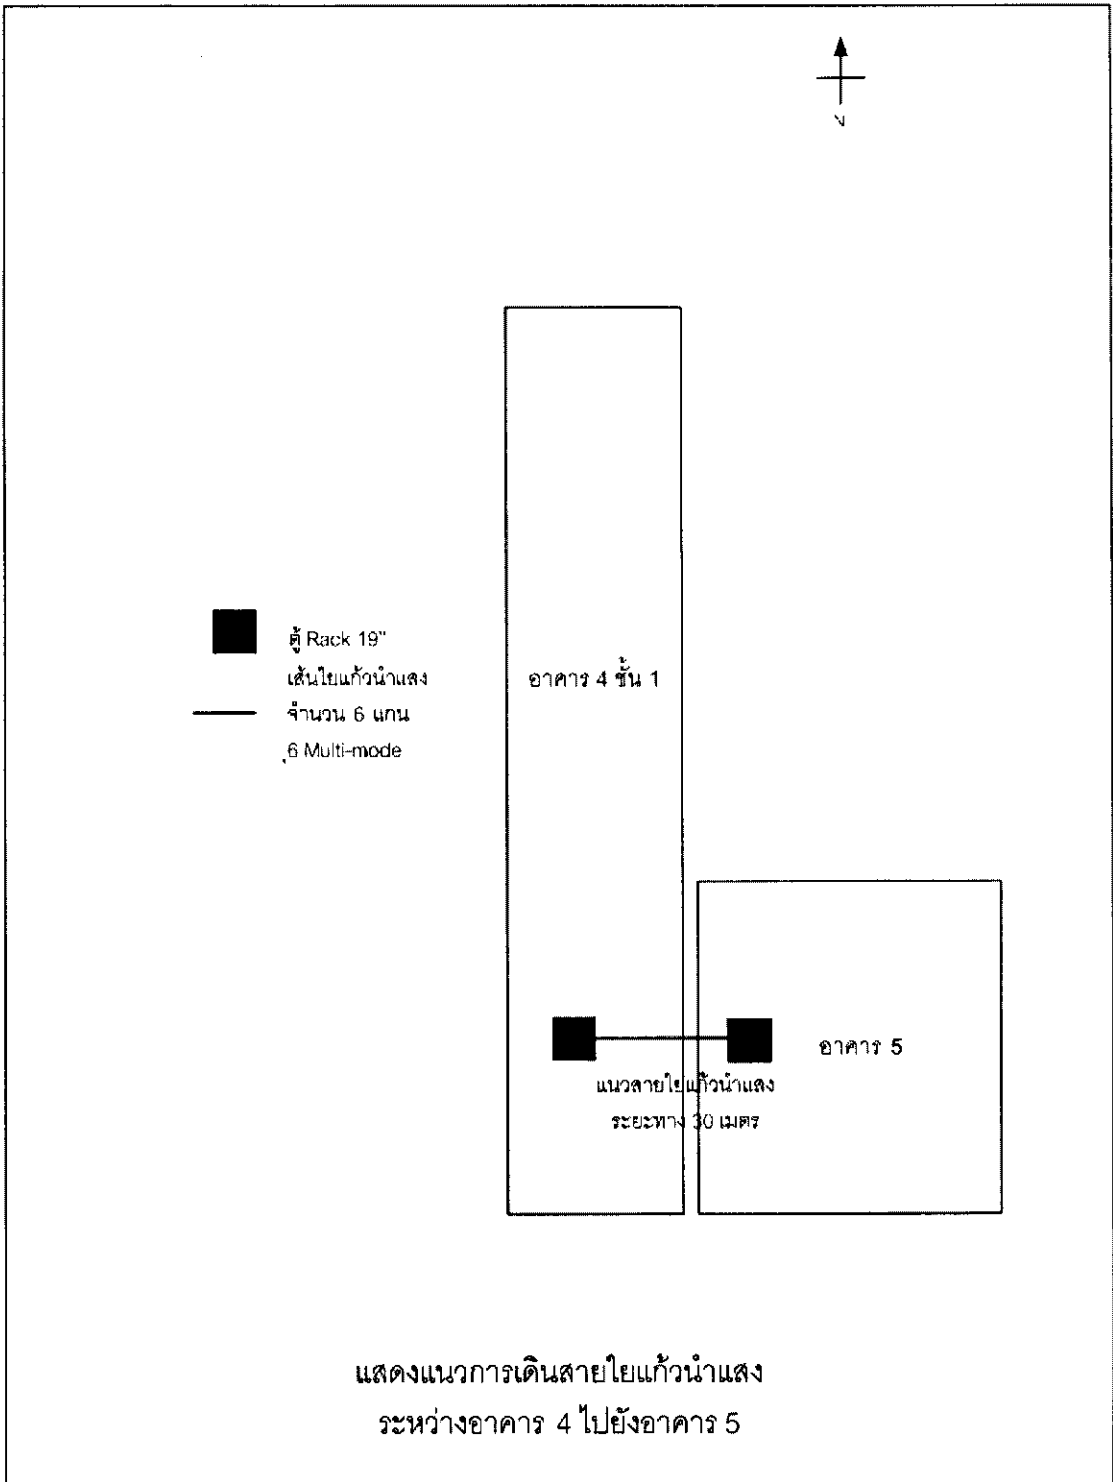 ตู้ Rack 19"
เส้นใยแก้วนำแสง
จำนวน 6 แกน
6 Multi-mode
อาคาร 4 ชั้น 1
อาคาร 5
แนวสายใยแก้วนำแสง
ระยะทาง 30 เมตร
แสดงแนวการเดินสายใยแก้วนำแสง
ระหว่างอาคาร 4 ไปยังอาคาร 5